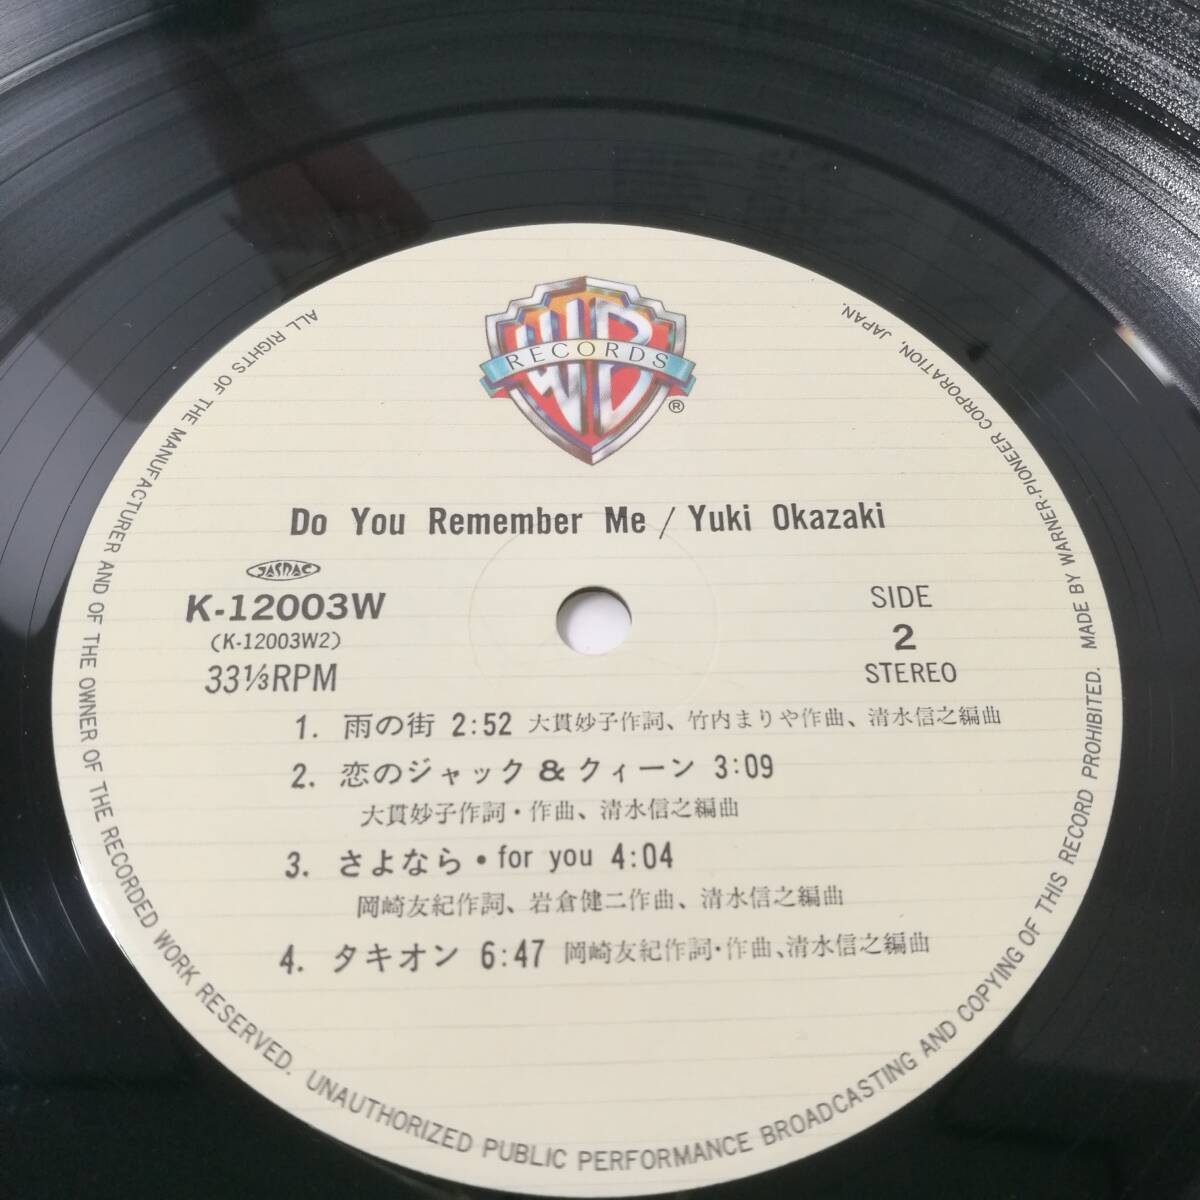 WB
RECORDS
®
Do You Remember Me / Yuki Okazaki
JASRAC
K-12003W
(K-12003W2)
33⅓RPM
SIDE
2
STEREO
1. 雨の街 2:52 大貫妙子作詞、竹内まりや作曲、清水信之編曲
2. 恋のジャック&クィーン 3:09
大貫妙子作詞・作曲、清水信之編曲
3. さよなら・for you 4:04
岡崎友紀作詞、岩倉健二作曲、清水信之編曲
4. タキオン 6:47 岡崎友紀作詞・作曲、清水信之編曲
ALL RIGHTS OF THE MANUFACTURER AND OF THE OWNER OF THE RECORDED WORK RESERVED. UNAUTHORIZED PUBLIC PERFORMANCE BROADCASTING AND COPYING OF THIS RECORD PROHIBITED. MADE BY WARNER-PIONEER CORPORATION, JAPAN.